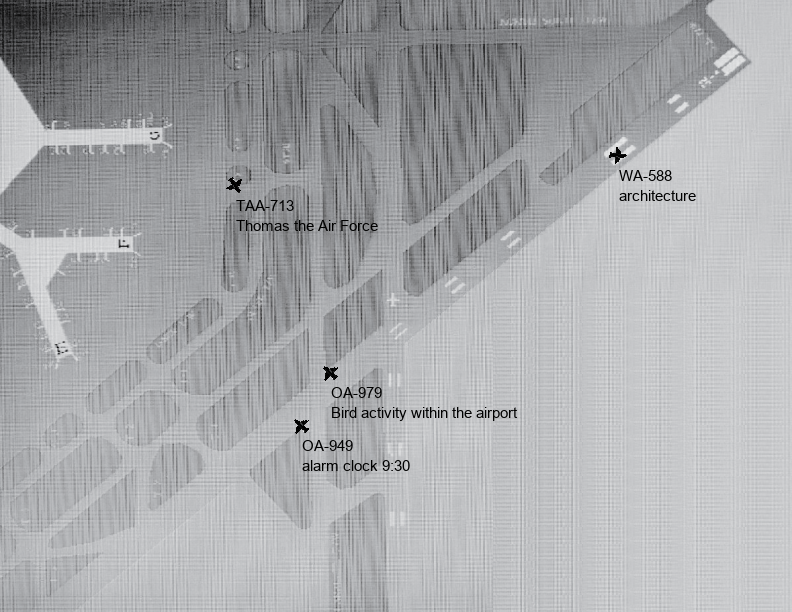 WA-588
architecture
TAA-713
Thomas the Air Force
OA-979
Bird activity within the airport
OA-949
alarm clock 9:30